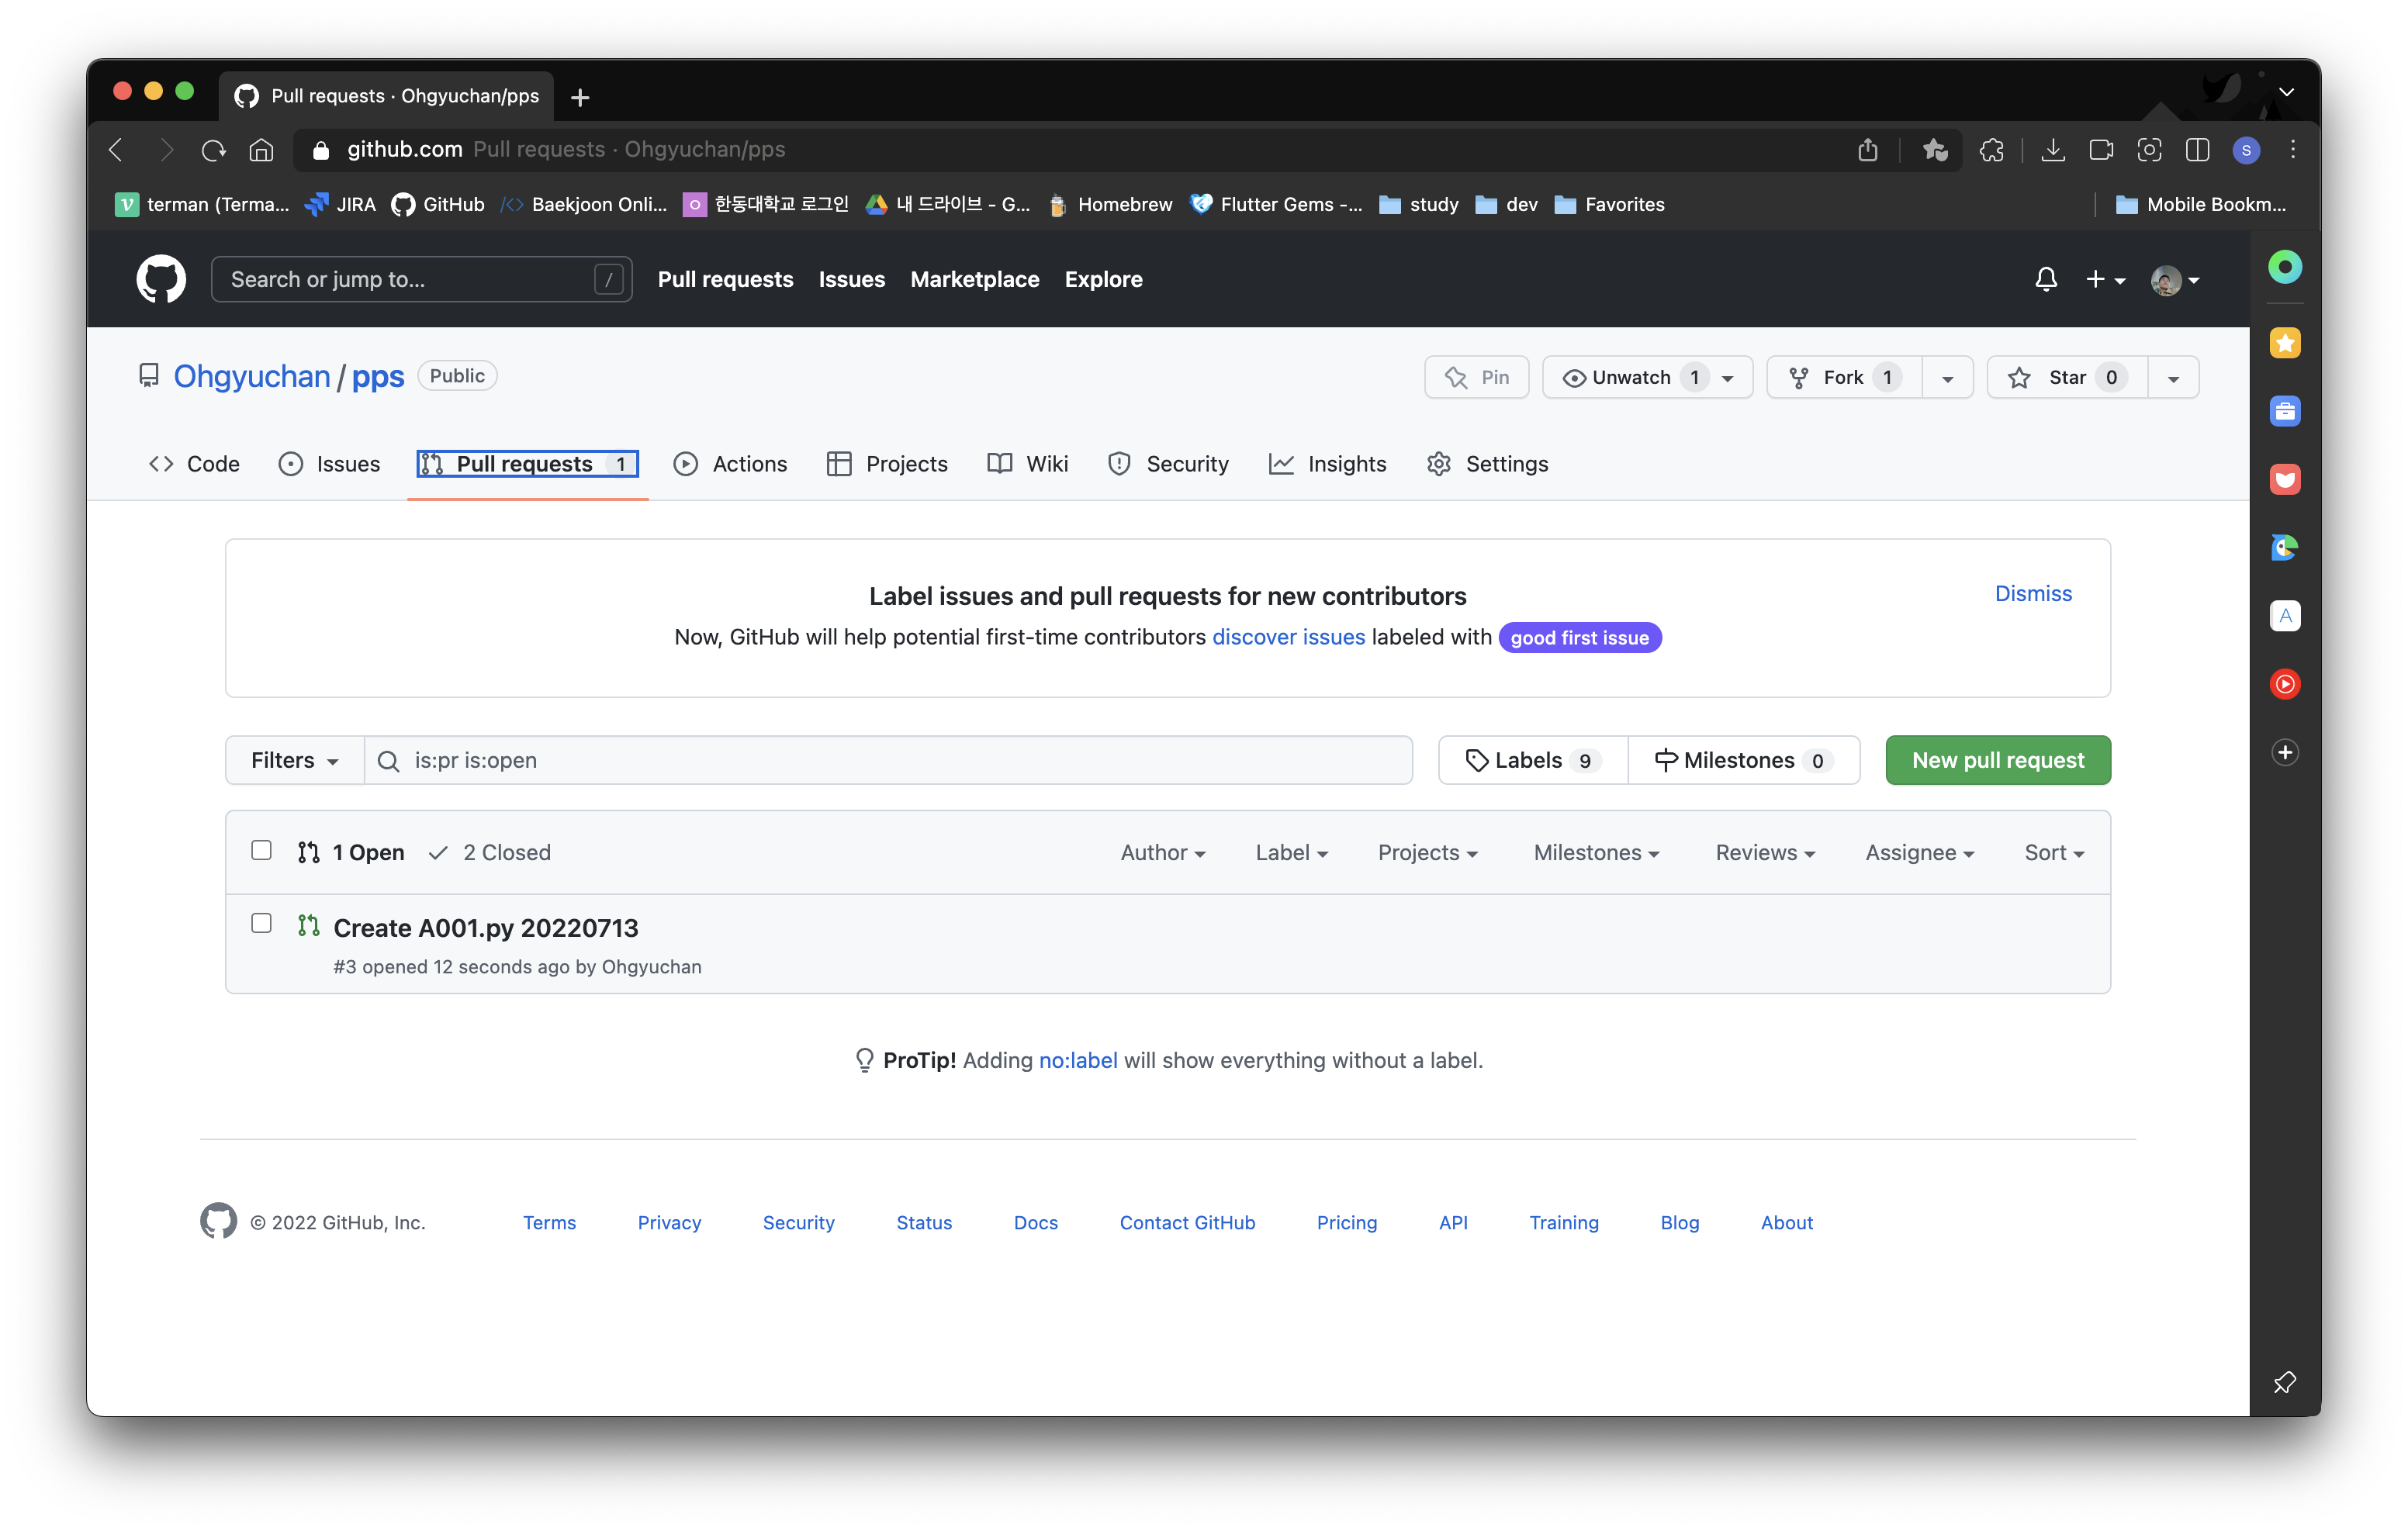 Pull requests · Ohgyuchan/pps
github.com Pull requests · Ohgyuchan/pps
S
terman (Terma... JIRA GitHub Baekjoon Onli... 한동대학교 로그인 내 드라이브 - G... Homebrew Flutter Gems -... study dev Favorites Mobile Bookm...
Search or jump to... / Pull requests Issues Marketplace Explore
Ohgyuchan / pps Public Pin Unwatch 1 Fork 1 Star 0
Code Issues Pull requests 1 Actions Projects Wiki Security Insights Settings
Label issues and pull requests for new contributors
Dismiss
Now, GitHub will help potential first-time contributors discover issues labeled with good first issue
Filters is:pr is:open Labels 9 Milestones 0 New pull request
1 Open 2 Closed Author Label Projects Milestones Reviews Assignee Sort
Create A001.py 20220713
#3 opened 12 seconds ago by Ohgyuchan
ProTip! Adding no:label will show everything without a label.
© 2022 GitHub, Inc. Terms Privacy Security Status Docs Contact GitHub Pricing API Training Blog About